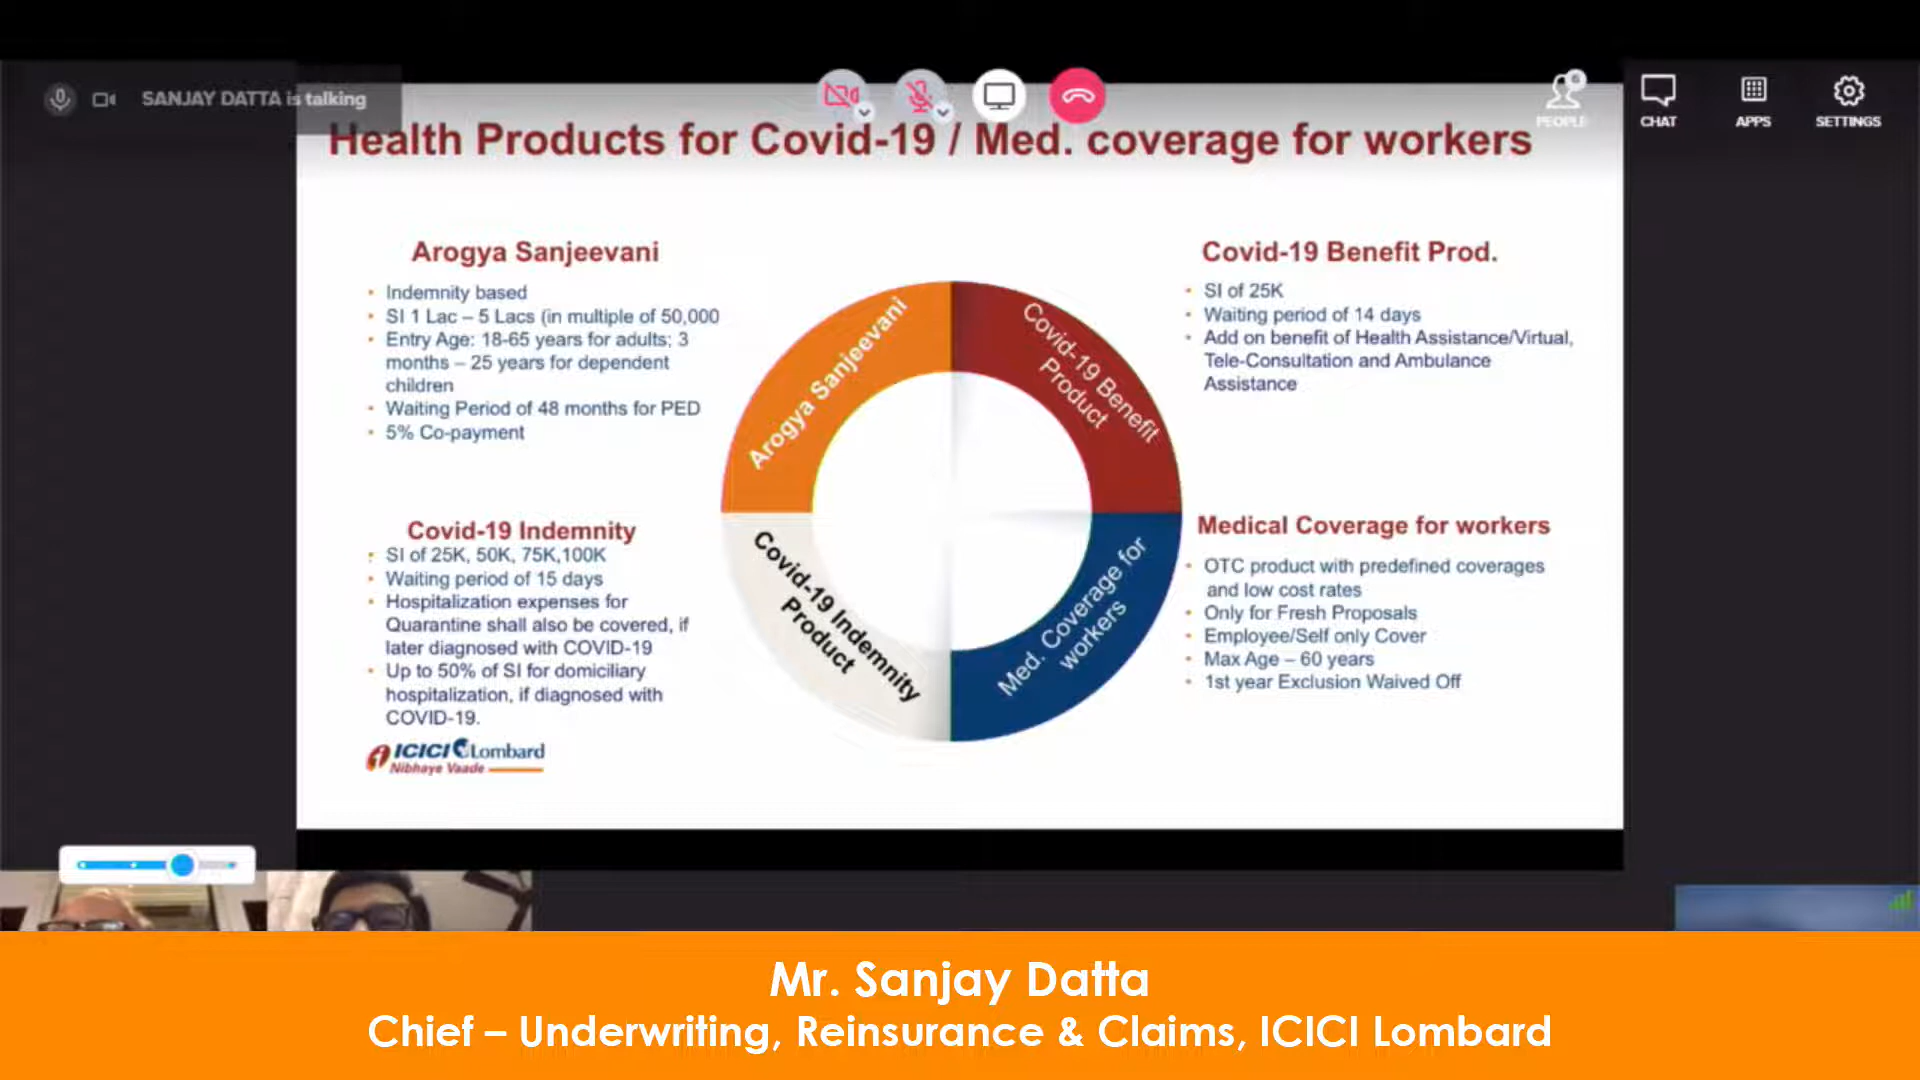 SANJAY DATTA is talking
PEOPLE
6
CHAT
APPS
SETTINGS
Health Products for Covid-19 / Med. coverage for workers
Arogya Sanjeevani
• Indemnity based
• SI 1 Lac – 5 Lacs (in multiple of 50,000
• Entry Age: 18-65 years for adults; 3
months – 25 years for dependent
children
• Waiting Period of 48 months for PED
• 5% Co-payment
Covid-19 Benefit Prod.
• SI of 25K
• Waiting period of 14 days
• Add on benefit of Health Assistance/Virtual,
Tele-Consultation and Ambulance
Assistance
Arogya Sanjeevani
Covid-19 Benefit
Product
Covid-19 Indemnity
Product
Med. Coverage for
workers
Covid-19 Indemnity
• SI of 25K, 50K, 75K,100K
• Waiting period of 15 days
• Hospitalization expenses for
Quarantine shall also be covered, if
later diagnosed with COVID-19
• Up to 50% of SI for domiciliary
hospitalization, if diagnosed with
COVID-19.
Medical Coverage for workers
• OTC product with predefined coverages
and low cost rates
• Only for Fresh Proposals
• Employee/Self only Cover
• Max Age – 60 years
• 1st year Exclusion Waived Off
ICICI Lombard
Nibhaye Vaade
Mr. Sanjay Datta
Chief – Underwriting, Reinsurance & Claims, ICICI Lombard